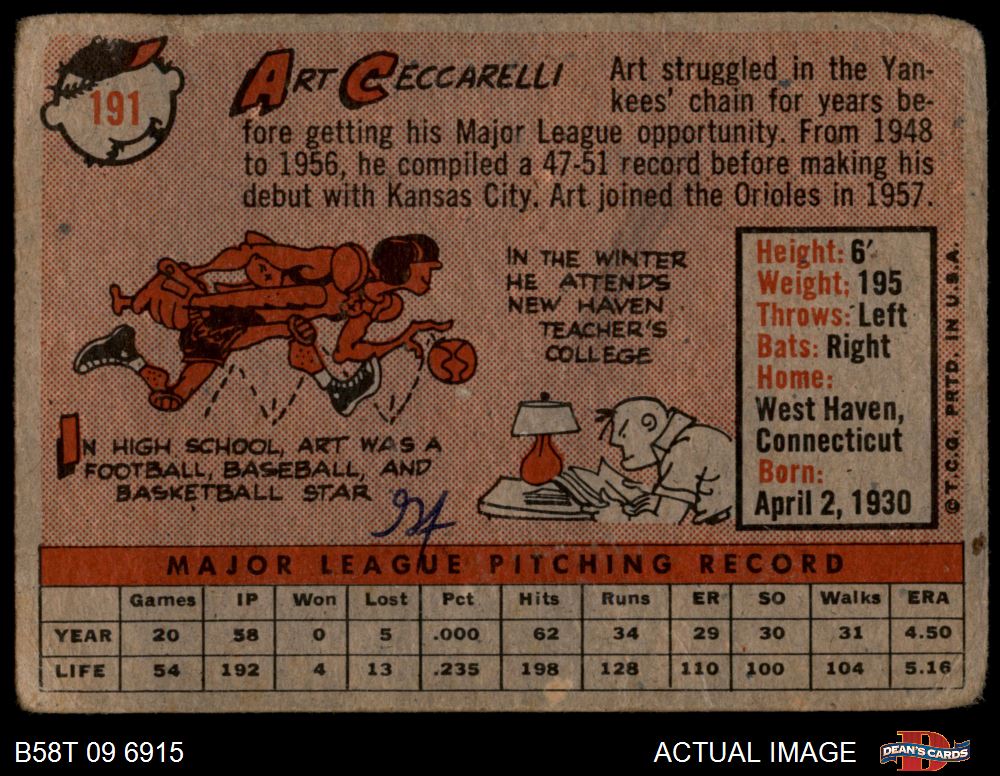 191
ART CECCARELLI
Art struggled in the Yan-
kees' chain for years be-
fore getting his Major League opportunity. From 1948
to 1956, he compiled a 47-51 record before making his
debut with Kansas City. Art joined the Orioles in 1957.
IN THE WINTER
HE ATTENDS
NEW HAVEN
TEACHER'S
COLLEGE
IN HIGH SCHOOL, ART WAS A
FOOTBALL, BASEBALL, AND
BASKETBALL STAR
Height: 6'
Weight: 195
Throws: Left
Bats: Right
Home:
West Haven,
Connecticut
Born:
April 2, 1930
© T.C.G. PRTD. IN U.S.A.
MAJOR LEAGUE PITCHING RECORD
Games IP Won Lost Pct Hits Runs ER SO Walks ERA
YEAR 20 58 0 5 .000 62 34 29 30 31 4.50
LIFE 54 192 4 13 .235 198 128 110 100 104 5.16
B58T 09 6915
ACTUAL IMAGE
DEAN'S CARDS